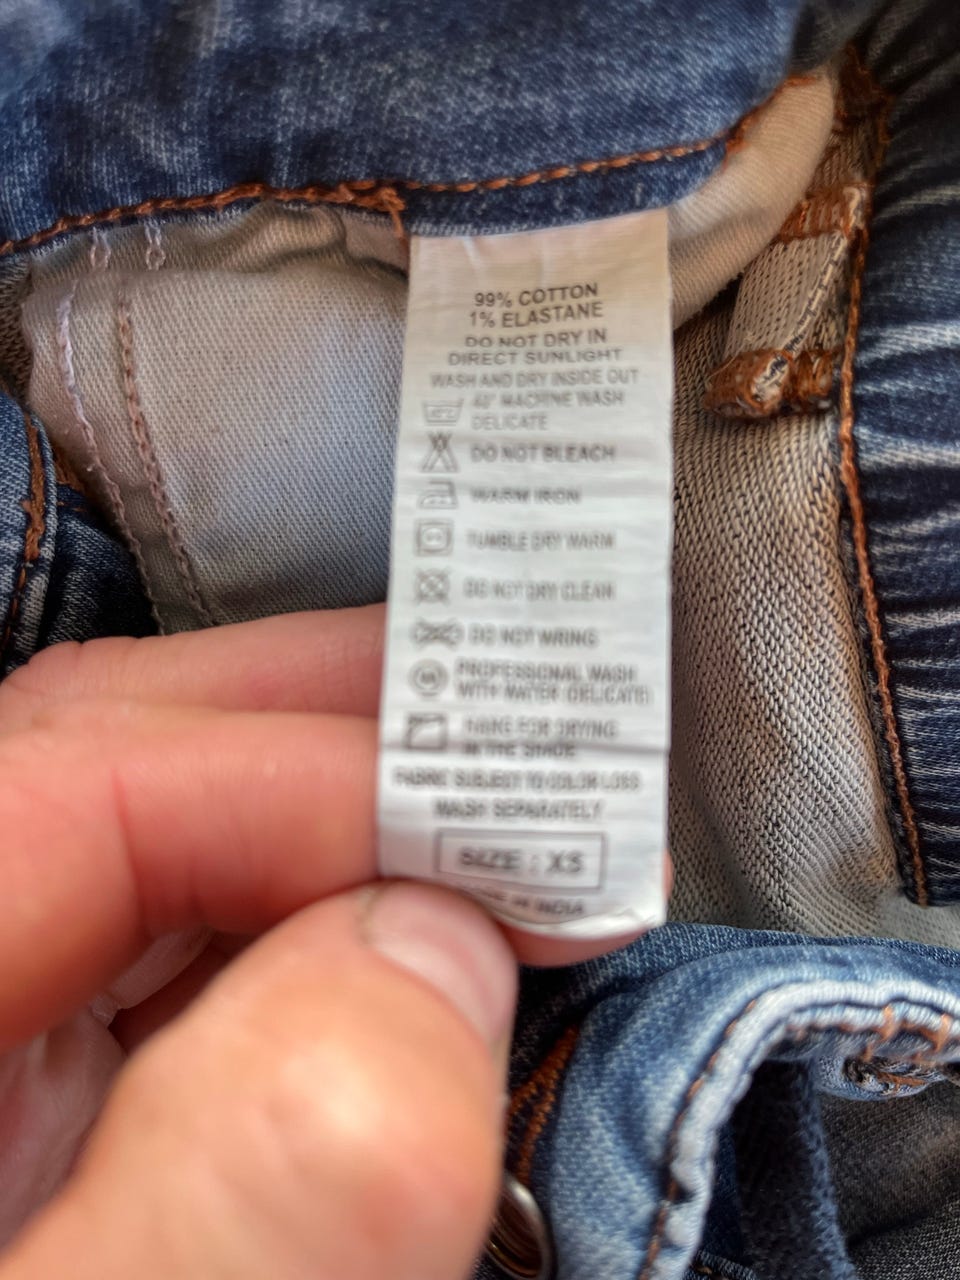 99% COTTON
1% ELASTANE
DO NOT DRY IN
DIRECT SUNLIGHT
WASH AND DRY INSIDE OUT
40° MACHINE WASH
DELICATE
DO NOT BLEACH
WARM IRON
TUMBLE DRY WARM
DO NOT DRY CLEAN
DO NOT WRING
PROFESSIONAL WASH
WITH WATER (DELICATE)
HANG FOR DRYING
IN THE SHADE
FABRIC SUBJECT TO COLOR LOSS
WASH SEPARATELY
SIZE : XS
IN INDIA